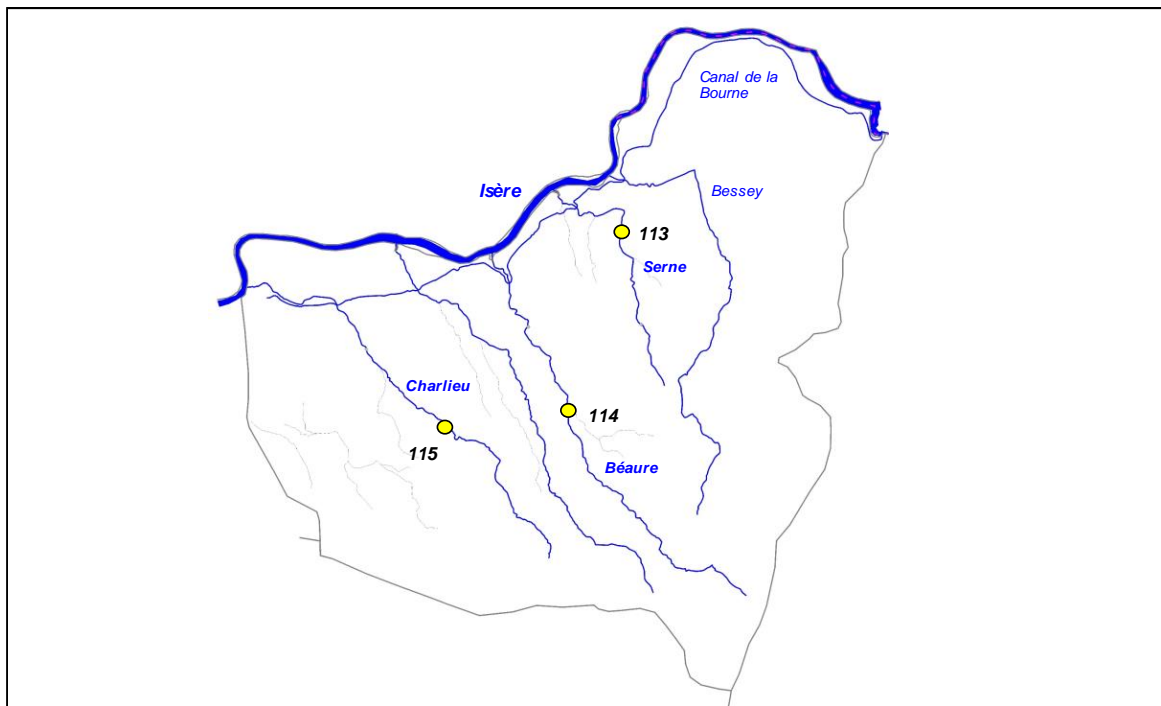 Canal de la
Bourne
Isère
Bessey
113
Serne
Charlieu
114
115
Béaure